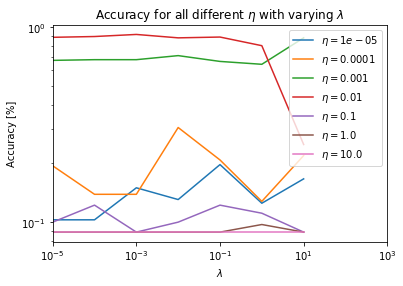 Accuracy for all different η with varying λ
10⁰
Accuracy [%]
10⁻¹
η = 1e − 05
η = 0.0001
η = 0.001
η = 0.01
η = 0.1
η = 1.0
η = 10.0
10⁻⁵ 10⁻³ 10⁻¹ 10¹ 10³
λ